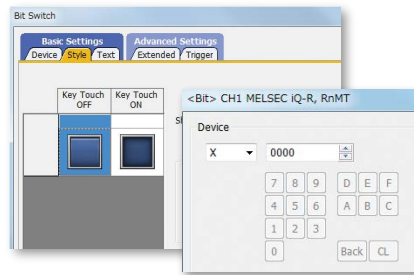 Bit Switch
Basic Settings
Advanced Settings
Device Style Text
Extended Trigger
Key Touch OFF
Key Touch ON
<Bit> CH1 MELSEC iQ-R, RnMT
Device
X 0000
7 8 9 D E F
4 5 6 A B C
1 2 3
0 Back CL